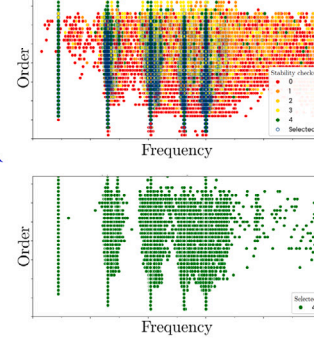 Order
Stability check
0
1
2
3
4
Selected
Frequency
Order
Selected
4
Frequency